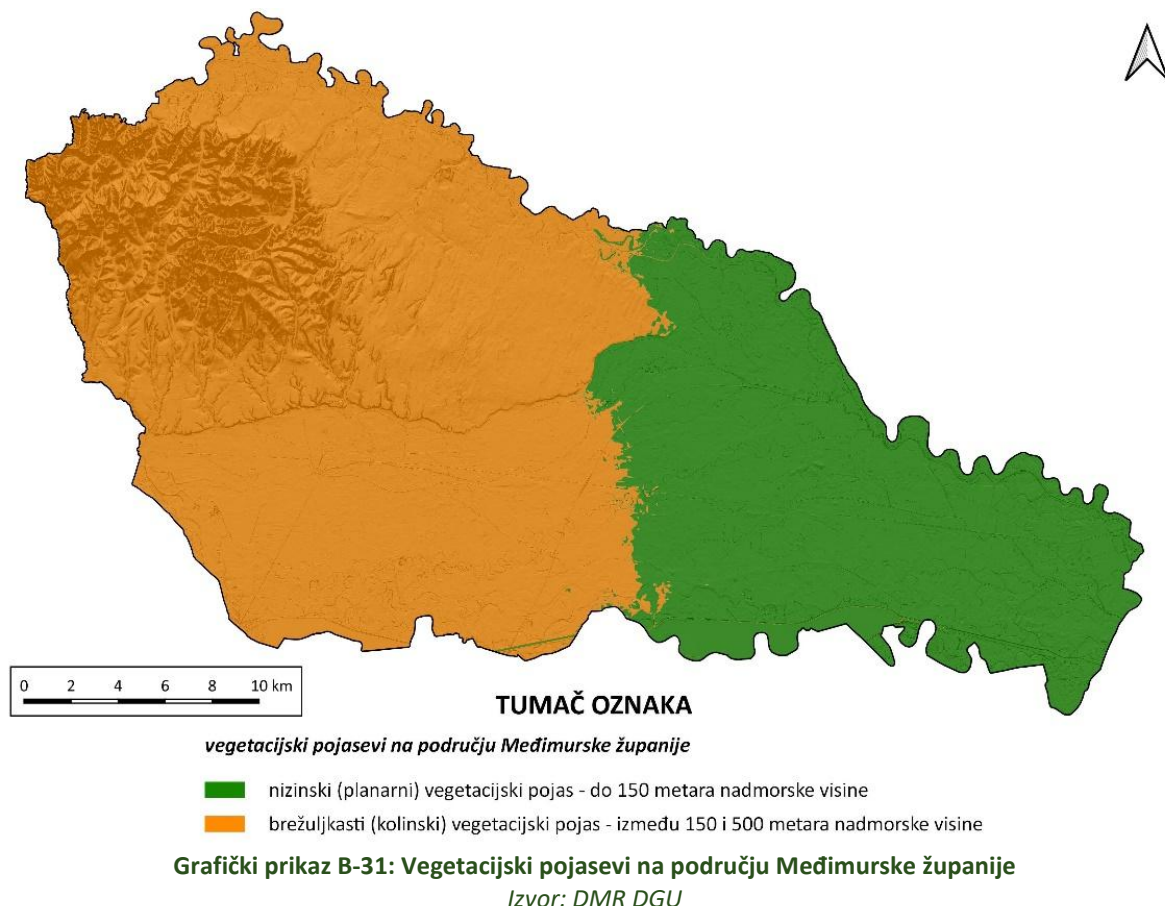 0 2 4 6 8 10 km
TUMAČ OZNAKA
vegetacijski pojasevi na području Međimurske županije
nizinski (planarni) vegetacijski pojas - do 150 metara nadmorske visine
brežuljkasti (kolinski) vegetacijski pojas - između 150 i 500 metara nadmorske visine
Grafički prikaz B-31: Vegetacijski pojasevi na području Međimurske županije
Izvor: DMR DGU